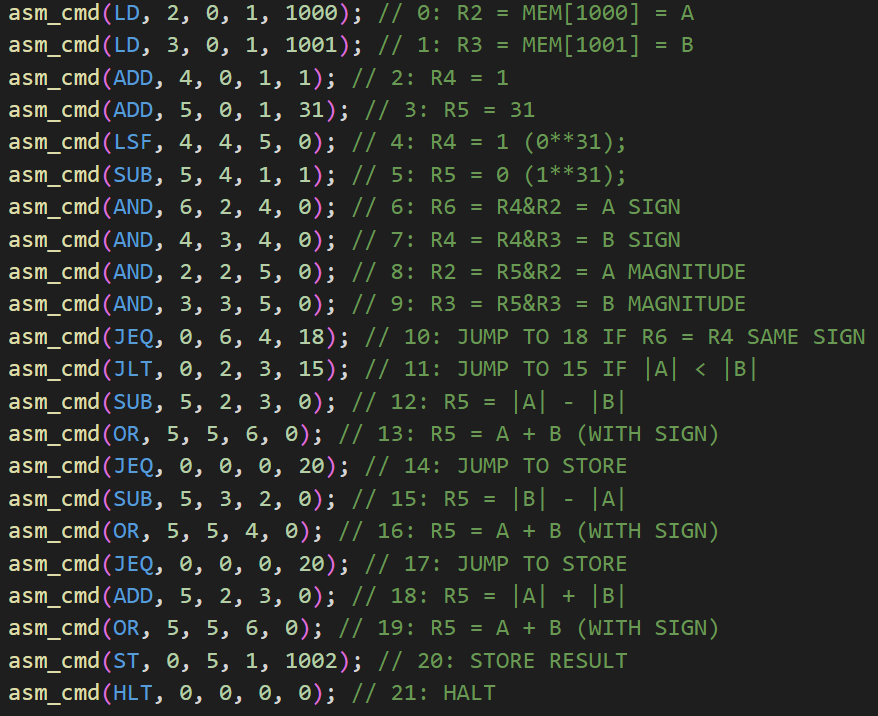 asm_cmd(LD, 2, 0, 1, 1000); // 0: R2 = MEM[1000] = A
asm_cmd(LD, 3, 0, 1, 1001); // 1: R3 = MEM[1001] = B
asm_cmd(ADD, 4, 0, 1, 1); // 2: R4 = 1
asm_cmd(ADD, 5, 0, 1, 31); // 3: R5 = 31
asm_cmd(LSF, 4, 4, 5, 0); // 4: R4 = 1 (0**31);
asm_cmd(SUB, 5, 4, 1, 1); // 5: R5 = 0 (1**31);
asm_cmd(AND, 6, 2, 4, 0); // 6: R6 = R4&R2 = A SIGN
asm_cmd(AND, 4, 3, 4, 0); // 7: R4 = R4&R3 = B SIGN
asm_cmd(AND, 2, 2, 5, 0); // 8: R2 = R5&R2 = A MAGNITUDE
asm_cmd(AND, 3, 3, 5, 0); // 9: R3 = R5&R3 = B MAGNITUDE
asm_cmd(JEQ, 0, 6, 4, 18); // 10: JUMP TO 18 IF R6 = R4 SAME SIGN
asm_cmd(JLT, 0, 2, 3, 15); // 11: JUMP TO 15 IF |A| < |B|
asm_cmd(SUB, 5, 2, 3, 0); // 12: R5 = |A| - |B|
asm_cmd(OR, 5, 5, 6, 0); // 13: R5 = A + B (WITH SIGN)
asm_cmd(JEQ, 0, 0, 0, 20); // 14: JUMP TO STORE
asm_cmd(SUB, 5, 3, 2, 0); // 15: R5 = |B| - |A|
asm_cmd(OR, 5, 5, 4, 0); // 16: R5 = A + B (WITH SIGN)
asm_cmd(JEQ, 0, 0, 0, 20); // 17: JUMP TO STORE
asm_cmd(ADD, 5, 2, 3, 0); // 18: R5 = |A| + |B|
asm_cmd(OR, 5, 5, 6, 0); // 19: R5 = A + B (WITH SIGN)
asm_cmd(ST, 0, 5, 1, 1002); // 20: STORE RESULT
asm_cmd(HLT, 0, 0, 0, 0); // 21: HALT